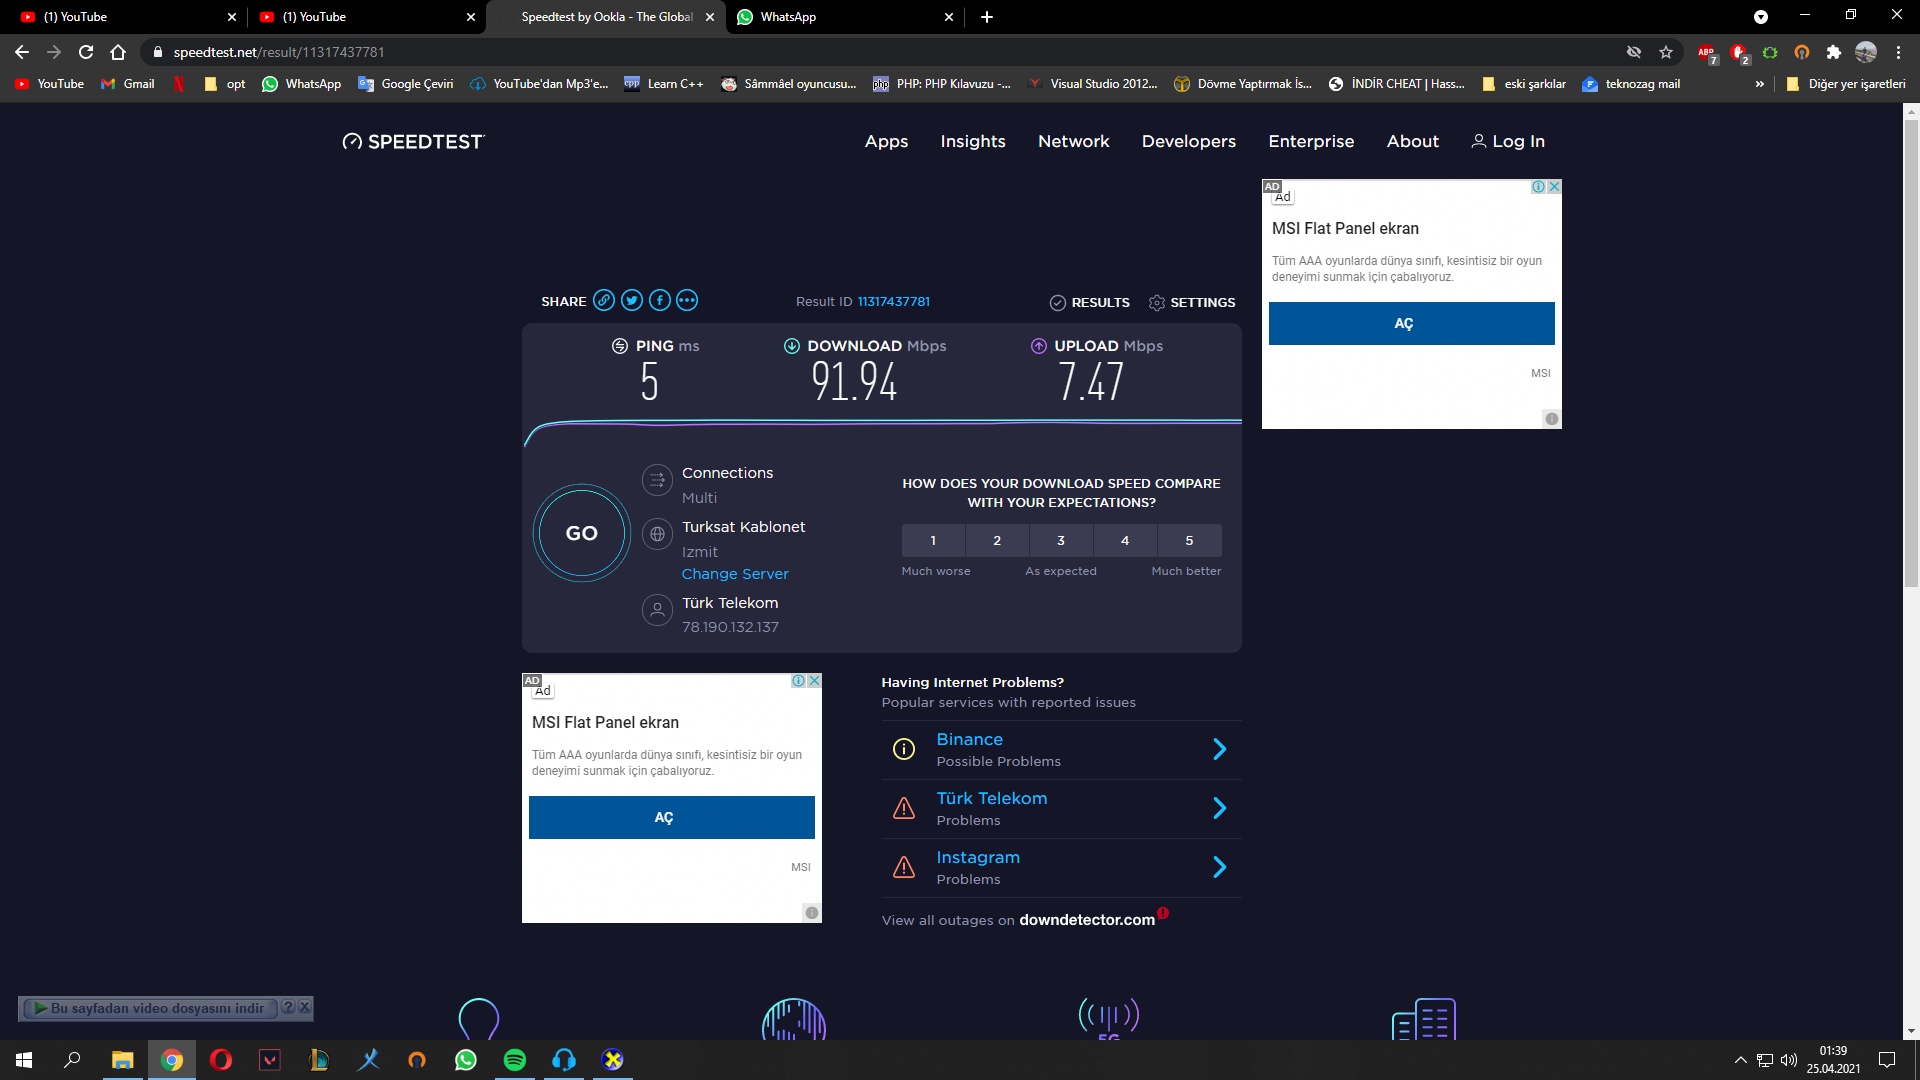 (1) YouTube
(1) YouTube
Speedtest by Ookla - The Global
WhatsApp
speedtest.net/result/11317437781
ABP
7
2
YouTube
Gmail
opt
WhatsApp
Google Çeviri
YouTube'dan Mp3'e...
cpp
Learn C++
Sâmmâel oyuncusu...
php
PHP: PHP Kılavuzu -...
Visual Studio 2012...
Dövme Yaptırmak İs...
İNDİR CHEAT | Hass...
eski şarkılar
teknozag mail
»
Diğer yer işaretleri
SPEEDTEST
Apps
Insights
Network
Developers
Enterprise
About
Log In
AD
Ad
MSI Flat Panel ekran
Tüm AAA oyunlarda dünya sınıfı, kesintisiz bir oyun
deneyimi sunmak için çabalıyoruz.
AÇ
MSI
SHARE
Result ID 11317437781
RESULTS
SETTINGS
PING ms
5
DOWNLOAD Mbps
91.94
UPLOAD Mbps
7.47
GO
Connections
Multi
Turksat Kablonet
Izmit
Change Server
Türk Telekom
78.190.132.137
HOW DOES YOUR DOWNLOAD SPEED COMPARE
WITH YOUR EXPECTATIONS?
1 2 3 4 5
Much worse As expected Much better
AD
Ad
MSI Flat Panel ekran
Tüm AAA oyunlarda dünya sınıfı, kesintisiz bir oyun
deneyimi sunmak için çabalıyoruz.
AÇ
MSI
Having Internet Problems?
Popular services with reported issues
Binance
Possible Problems
Türk Telekom
Problems
Instagram
Problems
View all outages on downdetector.com
Bu sayfadan video dosyasını indir
?
X
5G
01:39
25.04.2021